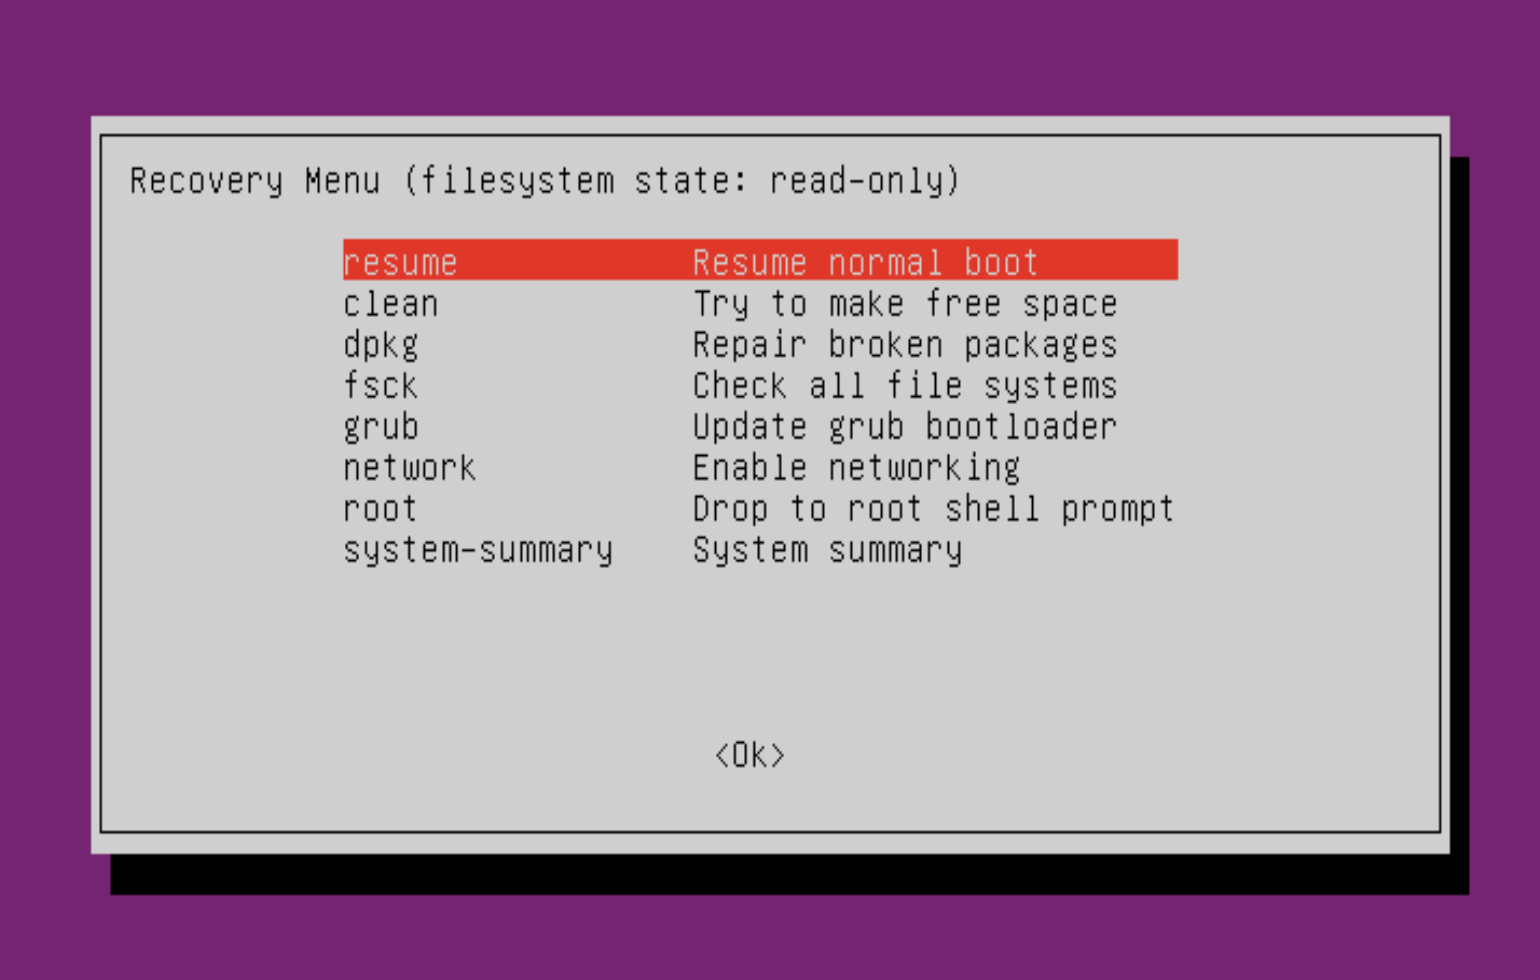 Recovery Menu (filesystem state: read-only)
resume Resume normal boot
clean Try to make free space
dpkg Repair broken packages
fsck Check all file systems
grub Update grub bootloader
network Enable networking
root Drop to root shell prompt
system-summary System summary
<Ok>